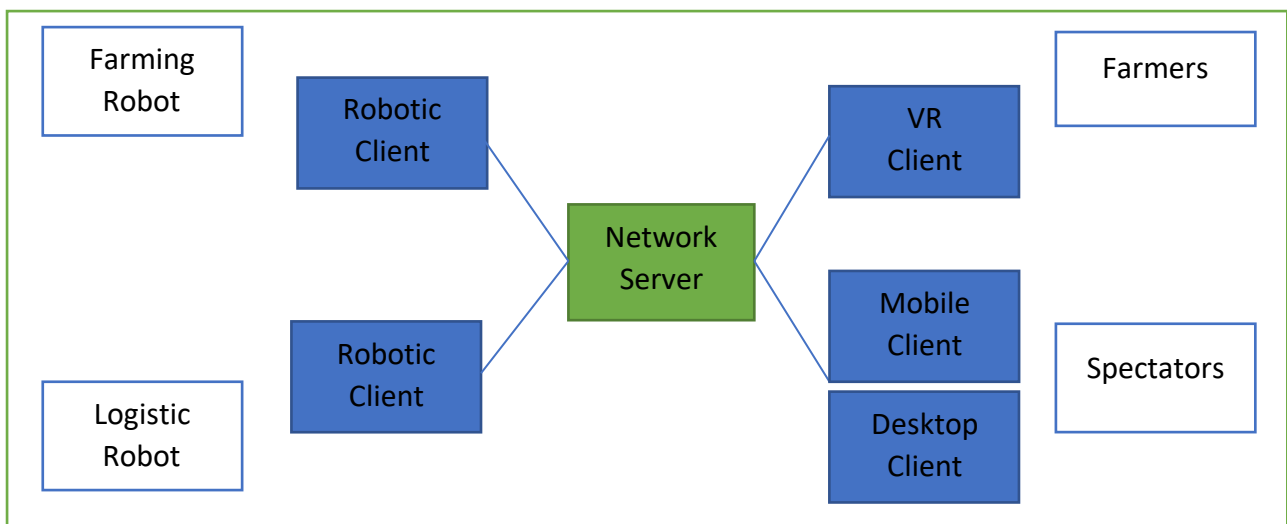 Farming
Robot
Robotic
Client
Network
Server
VR
Client
Farmers
Logistic
Robot
Robotic
Client
Mobile
Client
Desktop
Client
Spectators